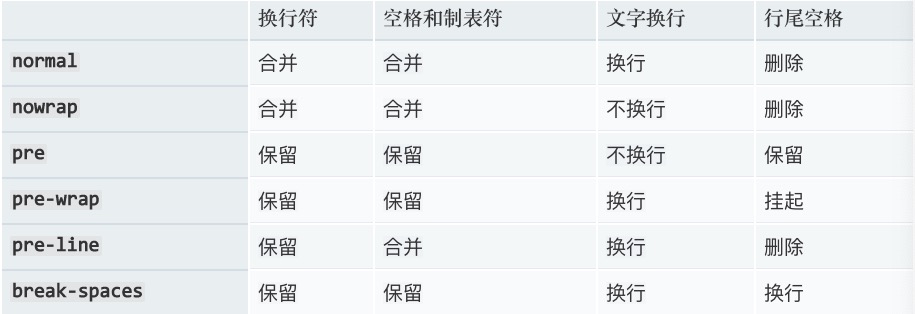 换行符 空格和制表符 文字换行 行尾空格
normal 合并 合并 换行 删除
nowrap 合并 合并 不换行 删除
pre 保留 保留 不换行 保留
pre-wrap 保留 保留 换行 挂起
pre-line 保留 合并 换行 删除
break-spaces 保留 保留 换行 换行